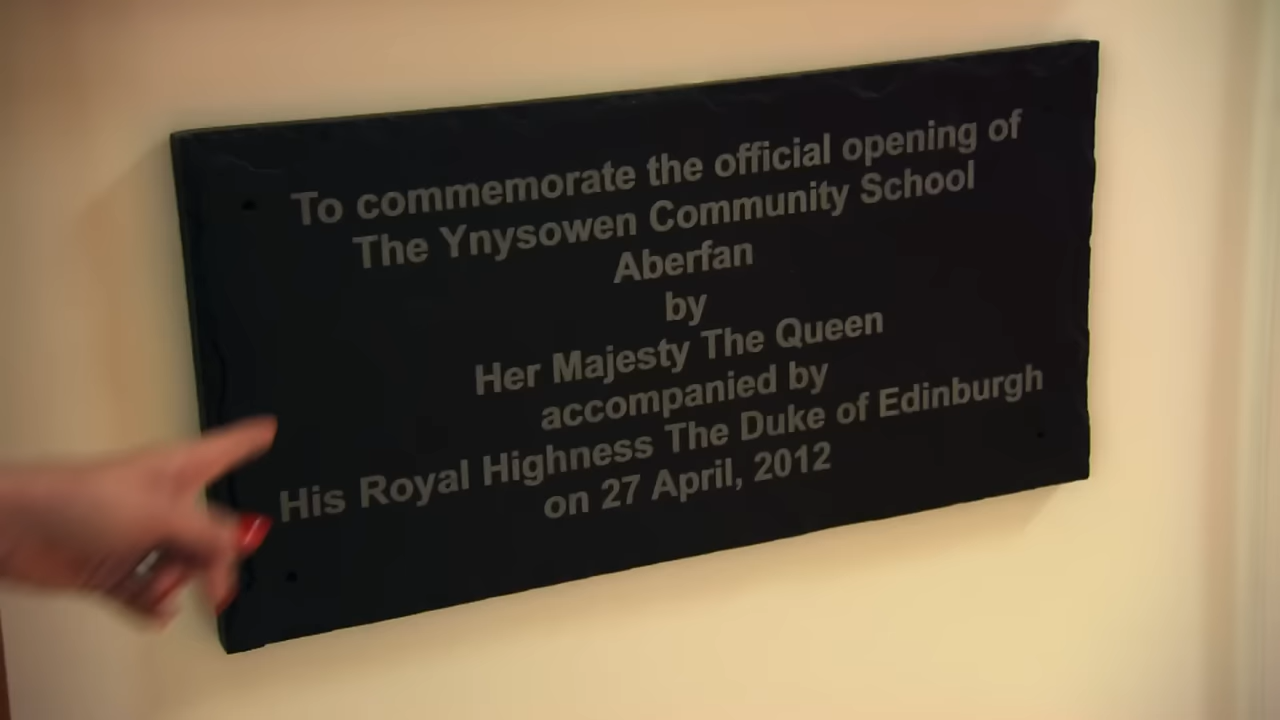 To commemorate the official opening of
The Ynysowen Community School
Aberfan
by
Her Majesty The Queen
accompanied by
His Royal Highness The Duke of Edinburgh
on 27 April, 2012